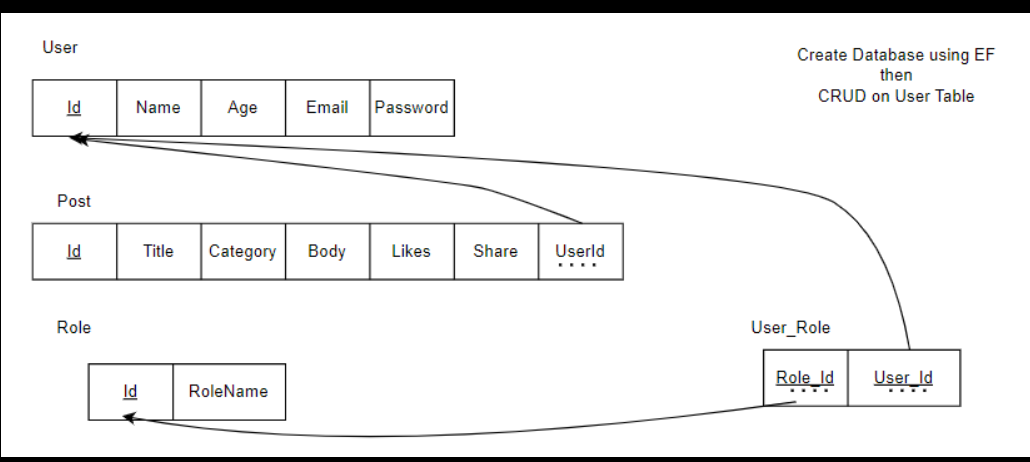 User
Create Database using EF
then
CRUD on User Table
Id Name Age Email Password
Post
Id Title Category Body Likes Share UserId
Role
User_Role
Id RoleName
Role_Id User_Id